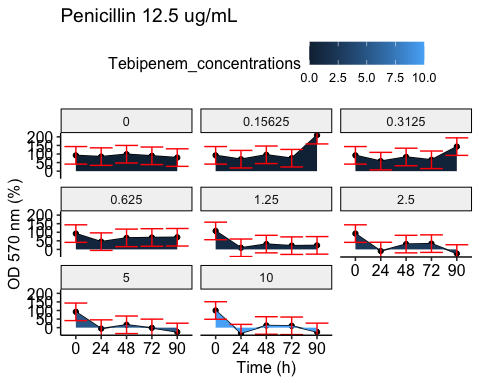 Penicillin 12.5 ug/mL
Tebipenem_concentrations
0.0 2.5 5.0 7.5 10.0
OD 570 nm (%)
0 0.15625 0.3125
200
150
100
50
0
0.625 1.25 2.5
200
150
100
50
0
0 24 48 72 90
5 10
200
150
100
50
0
0 24 48 72 90 0 24 48 72 90
Time (h)